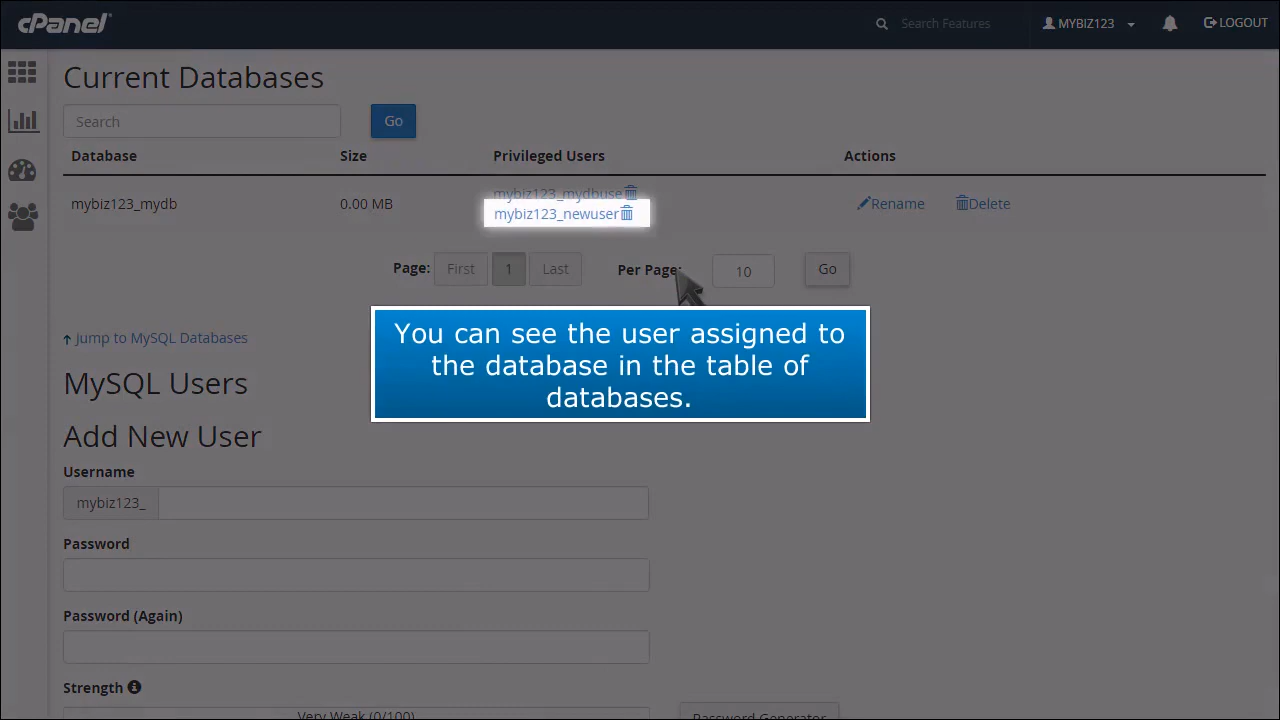 cPanel
Search Features
MYBIZ123
LOGOUT
Current Databases
Search
Go
Database Size Privileged Users Actions
mybiz123_mydbuse
mybiz123_mydb 0.00 MB Rename Delete
mybiz123_newuser
Page: First 1 Last Per Page: 10 Go
You can see the user assigned to
the database in the table of
databases.
Jump to MySQL Databases
MySQL Users
Add New User
Username
mybiz123_
Password
Password (Again)
Strength
Very Weak (0/100)
Password Generator